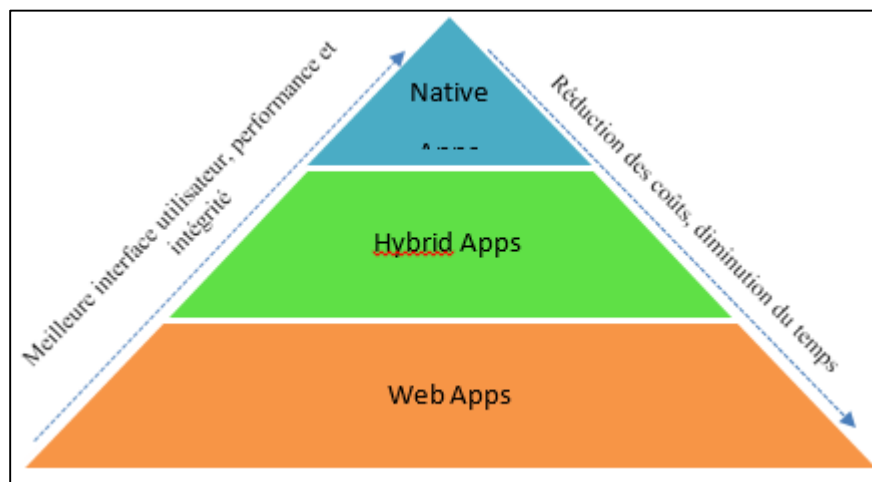 Native
Hybrid Apps
Web Apps
Meilleure interface utilisateur, performance et
intégrité
Réduction des coûts, diminution du temps